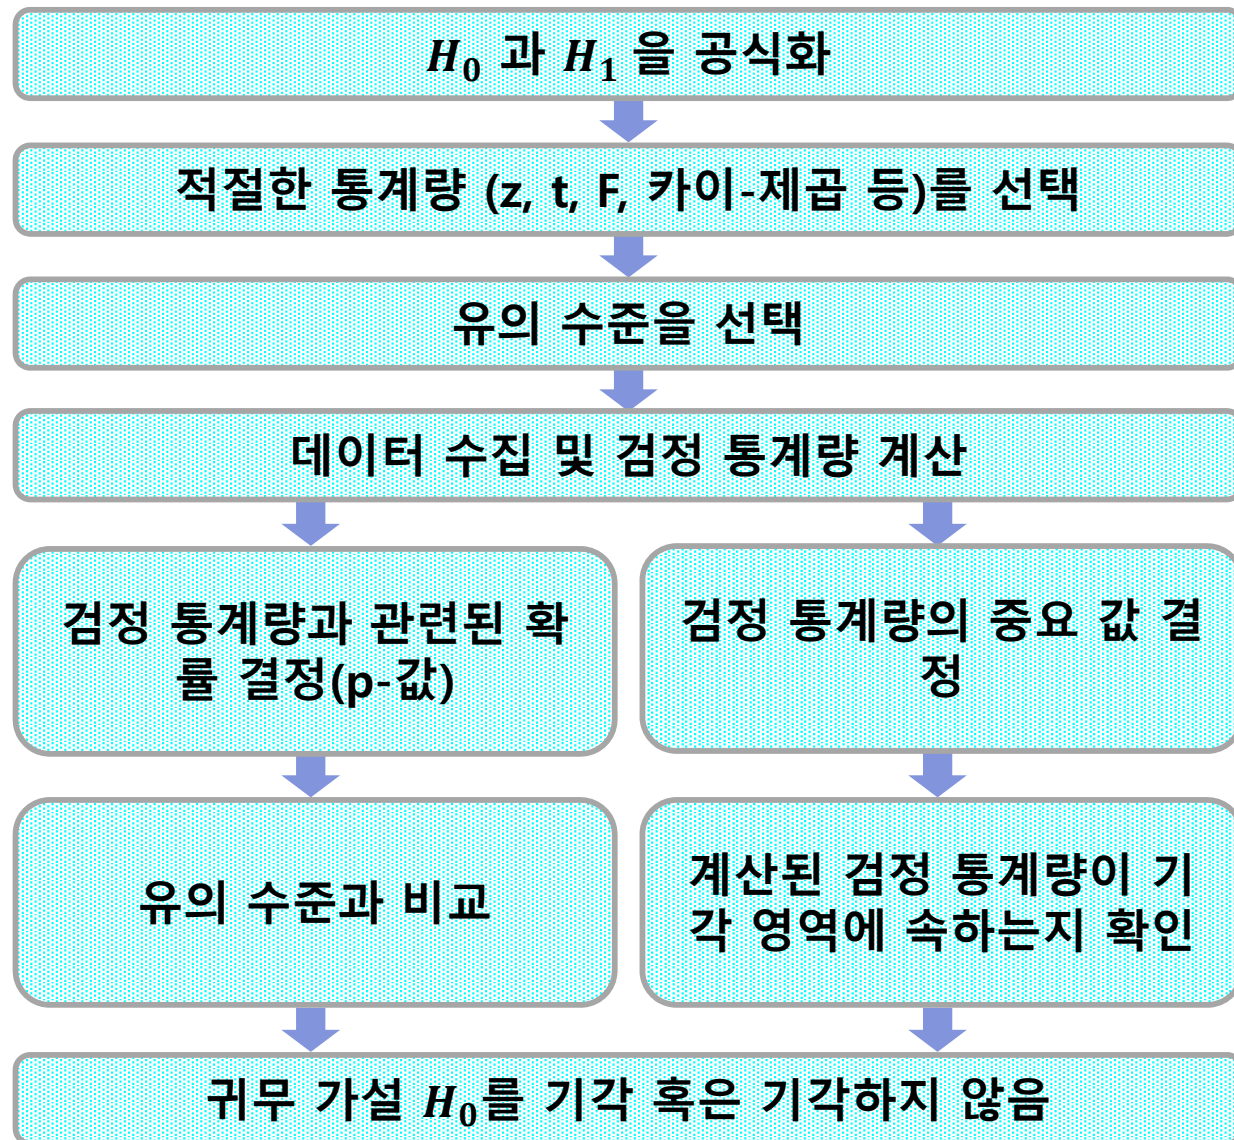 H₀ 과 H₁ 을 공식화
적절한 통계량 (z, t, F, 카이-제곱 등)를 선택
유의 수준을 선택
데이터 수집 및 검정 통계량 계산
검정 통계량과 관련된 확
률 결정(p-값)
검정 통계량의 중요 값 결
정
유의 수준과 비교
계산된 검정 통계량이 기
각 영역에 속하는지 확인
귀무 가설 H₀를 기각 혹은 기각하지 않음